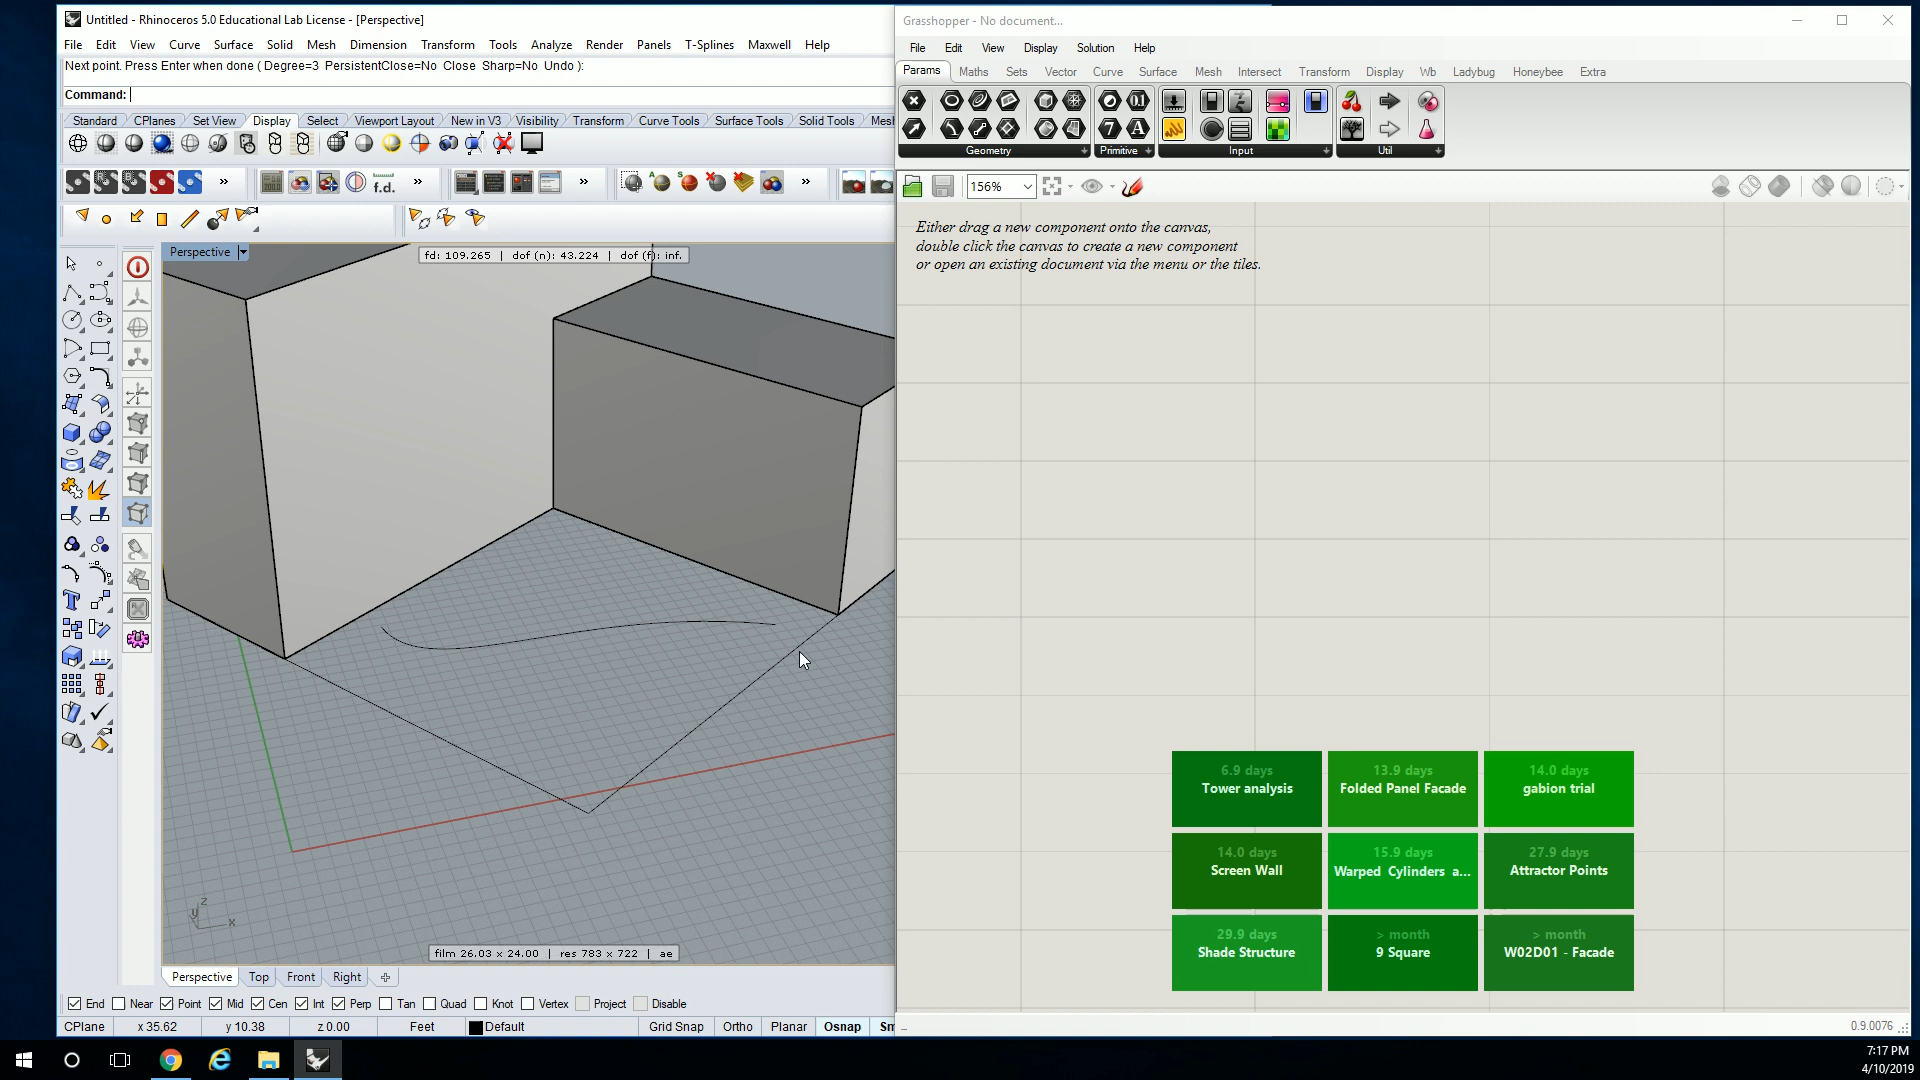 Untitled - Rhinoceros 5.0 Educational Lab License - [Perspective]
File Edit View Curve Surface Solid Mesh Dimension Transform Tools Analyze Render Panels T-Splines Maxwell Help
Next point. Press Enter when done ( Degree=3 PersistentClose=No Close Sharp=No Undo ):
Command:
Standard CPlanes Set View Display Select Viewport Layout New in V3 Visibility Transform Curve Tools Surface Tools Solid Tools Mesh
f.d.
Perspective
fd: 109.265 | dof (n): 43.224 | dof (f): inf.
z
y
x
film 26.03 x 24.00 | res 783 x 722 | ae
Perspective Top Front Right
End Near Point Mid Cen Int Perp Tan Quad Knot Vertex Project Disable
CPlane x 35.62 y 10.38 z 0.00 Feet Default Grid Snap Ortho Planar Osnap Sm
Grasshopper - No document...
File Edit View Display Solution Help
Params Maths Sets Vector Curve Surface Mesh Intersect Transform Display Wb Ladybug Honeybee Extra
Geometry Primitive Input Util
156%
Either drag a new component onto the canvas,
double click the canvas to create a new component
or open an existing document via the menu or the tiles.
6.9 days
Tower analysis
13.9 days
Folded Panel Facade
14.0 days
gabion trial
14.0 days
Screen Wall
15.9 days
Warped Cylinders a...
27.9 days
Attractor Points
29.9 days
Shade Structure
> month
9 Square
> month
W02D01 - Facade
0.9.0076
7:17 PM
4/10/2019